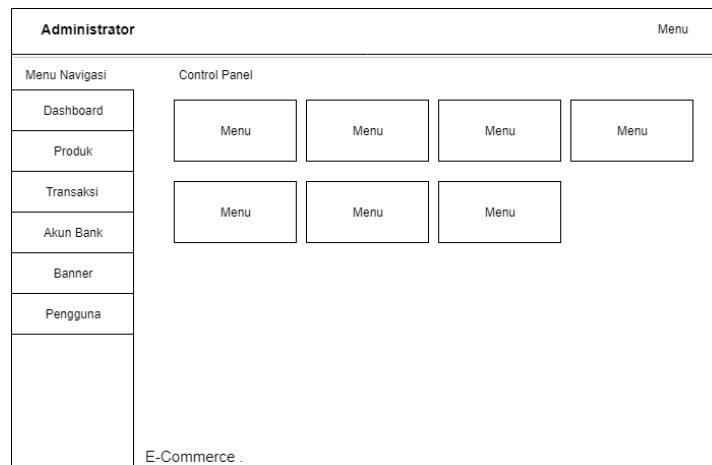 Administrator
Menu
Menu Navigasi
Control Panel
Dashboard
Produk
Transaksi
Akun Bank
Banner
Pengguna
Menu Menu Menu Menu
Menu Menu Menu
E-Commerce .